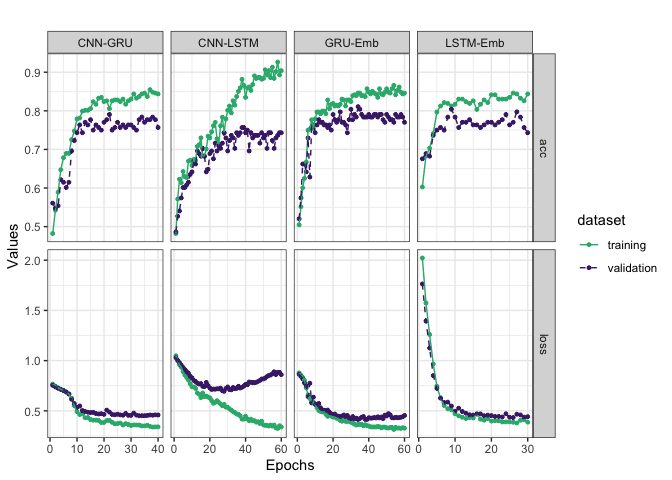 CNN-GRU CNN-LSTM GRU-Emb LSTM-Emb
0.9
0.8
0.7
0.6
0.5
acc
2.0
1.5
1.0
0.5
loss
Values
0 10 20 30 40 0 20 40 60 0 20 40 60 0 10 20 30
Epochs
dataset
training
validation